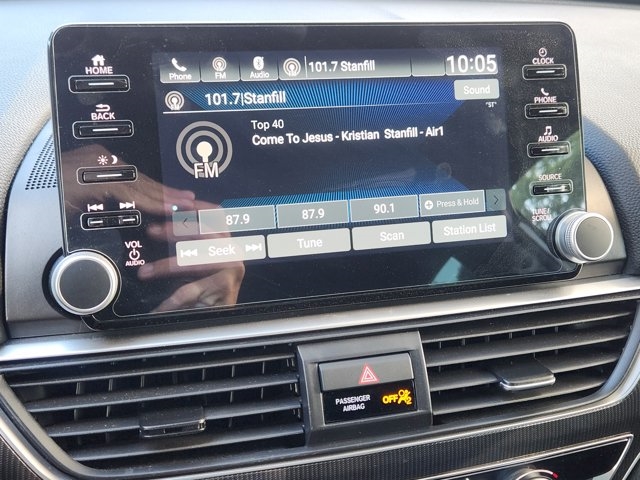 HOME
BACK
VOL
AUDIO
Phone FM Audio 101.7 Stanfill 10:05
101.7|Stanfill Sound
"ST"
Top 40
Come To Jesus - Kristian Stanfill - Air1
FM
87.9 87.9 90.1 + Press & Hold
Seek Tune Scan Station List
CLOCK
PHONE
AUDIO
SOURCE
TUNE/
SCROLL
PASSENGER
AIRBAG
OFF 2